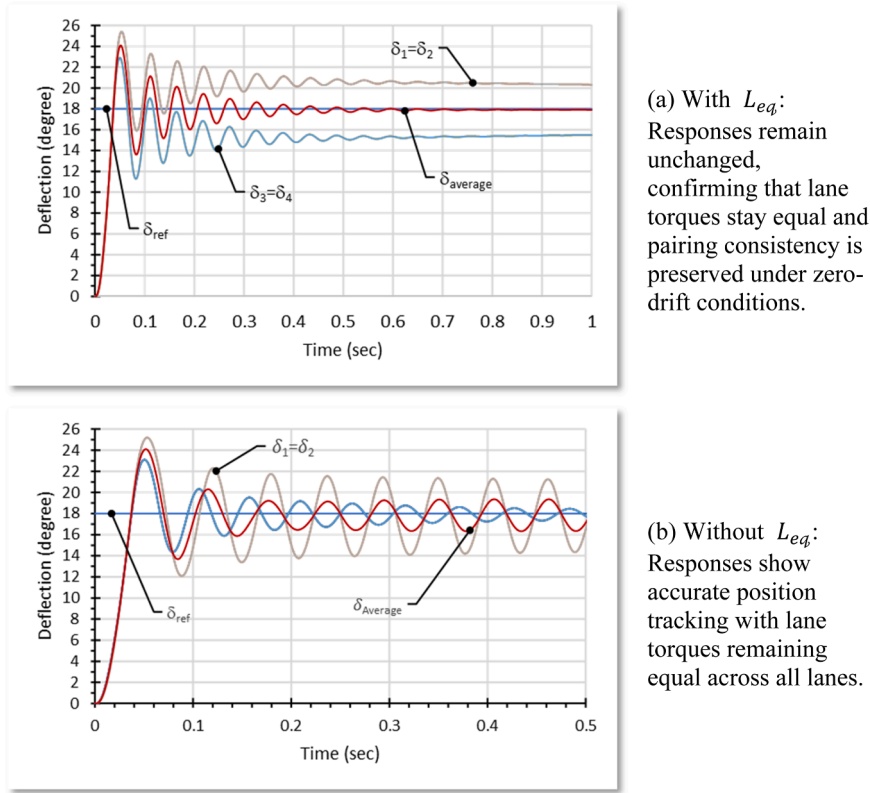 26
24
22
20
18
16
14
12
10
8
6
4
2
0
Deflection (degree)
δ1=δ2
δ3=δ4
δaverage
δref
0 0.1 0.2 0.3 0.4 0.5 0.6 0.7 0.8 0.9 1
Time (sec)
(a) With Leq:
Responses remain
unchanged,
confirming that lane
torques stay equal and
pairing consistency is
preserved under zero-
drift conditions.
26
24
22
20
18
16
14
12
10
8
6
4
2
0
Deflection (degree)
δ1=δ2
δref
δAverage
0 0.1 0.2 0.3 0.4 0.5
Time (sec)
(b) Without Leq:
Responses show
accurate position
tracking with lane
torques remaining
equal across all lanes.